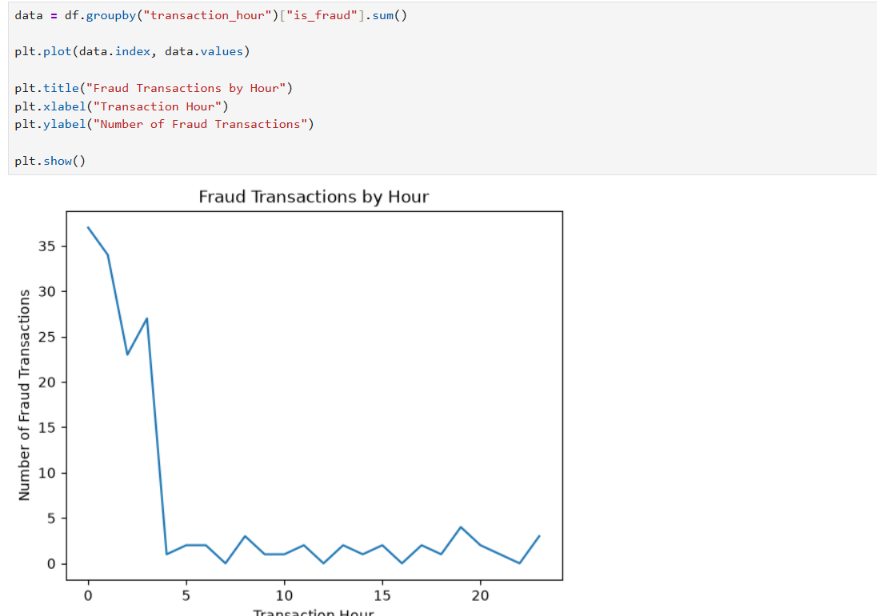 data = df.groupby("transaction_hour")["is_fraud"].sum()
plt.plot(data.index, data.values)
plt.title("Fraud Transactions by Hour")
plt.xlabel("Transaction Hour")
plt.ylabel("Number of Fraud Transactions")
plt.show()
Fraud Transactions by Hour
Number of Fraud Transactions
35
30
25
20
15
10
5
0
0 5 10 15 20
Transaction Hour